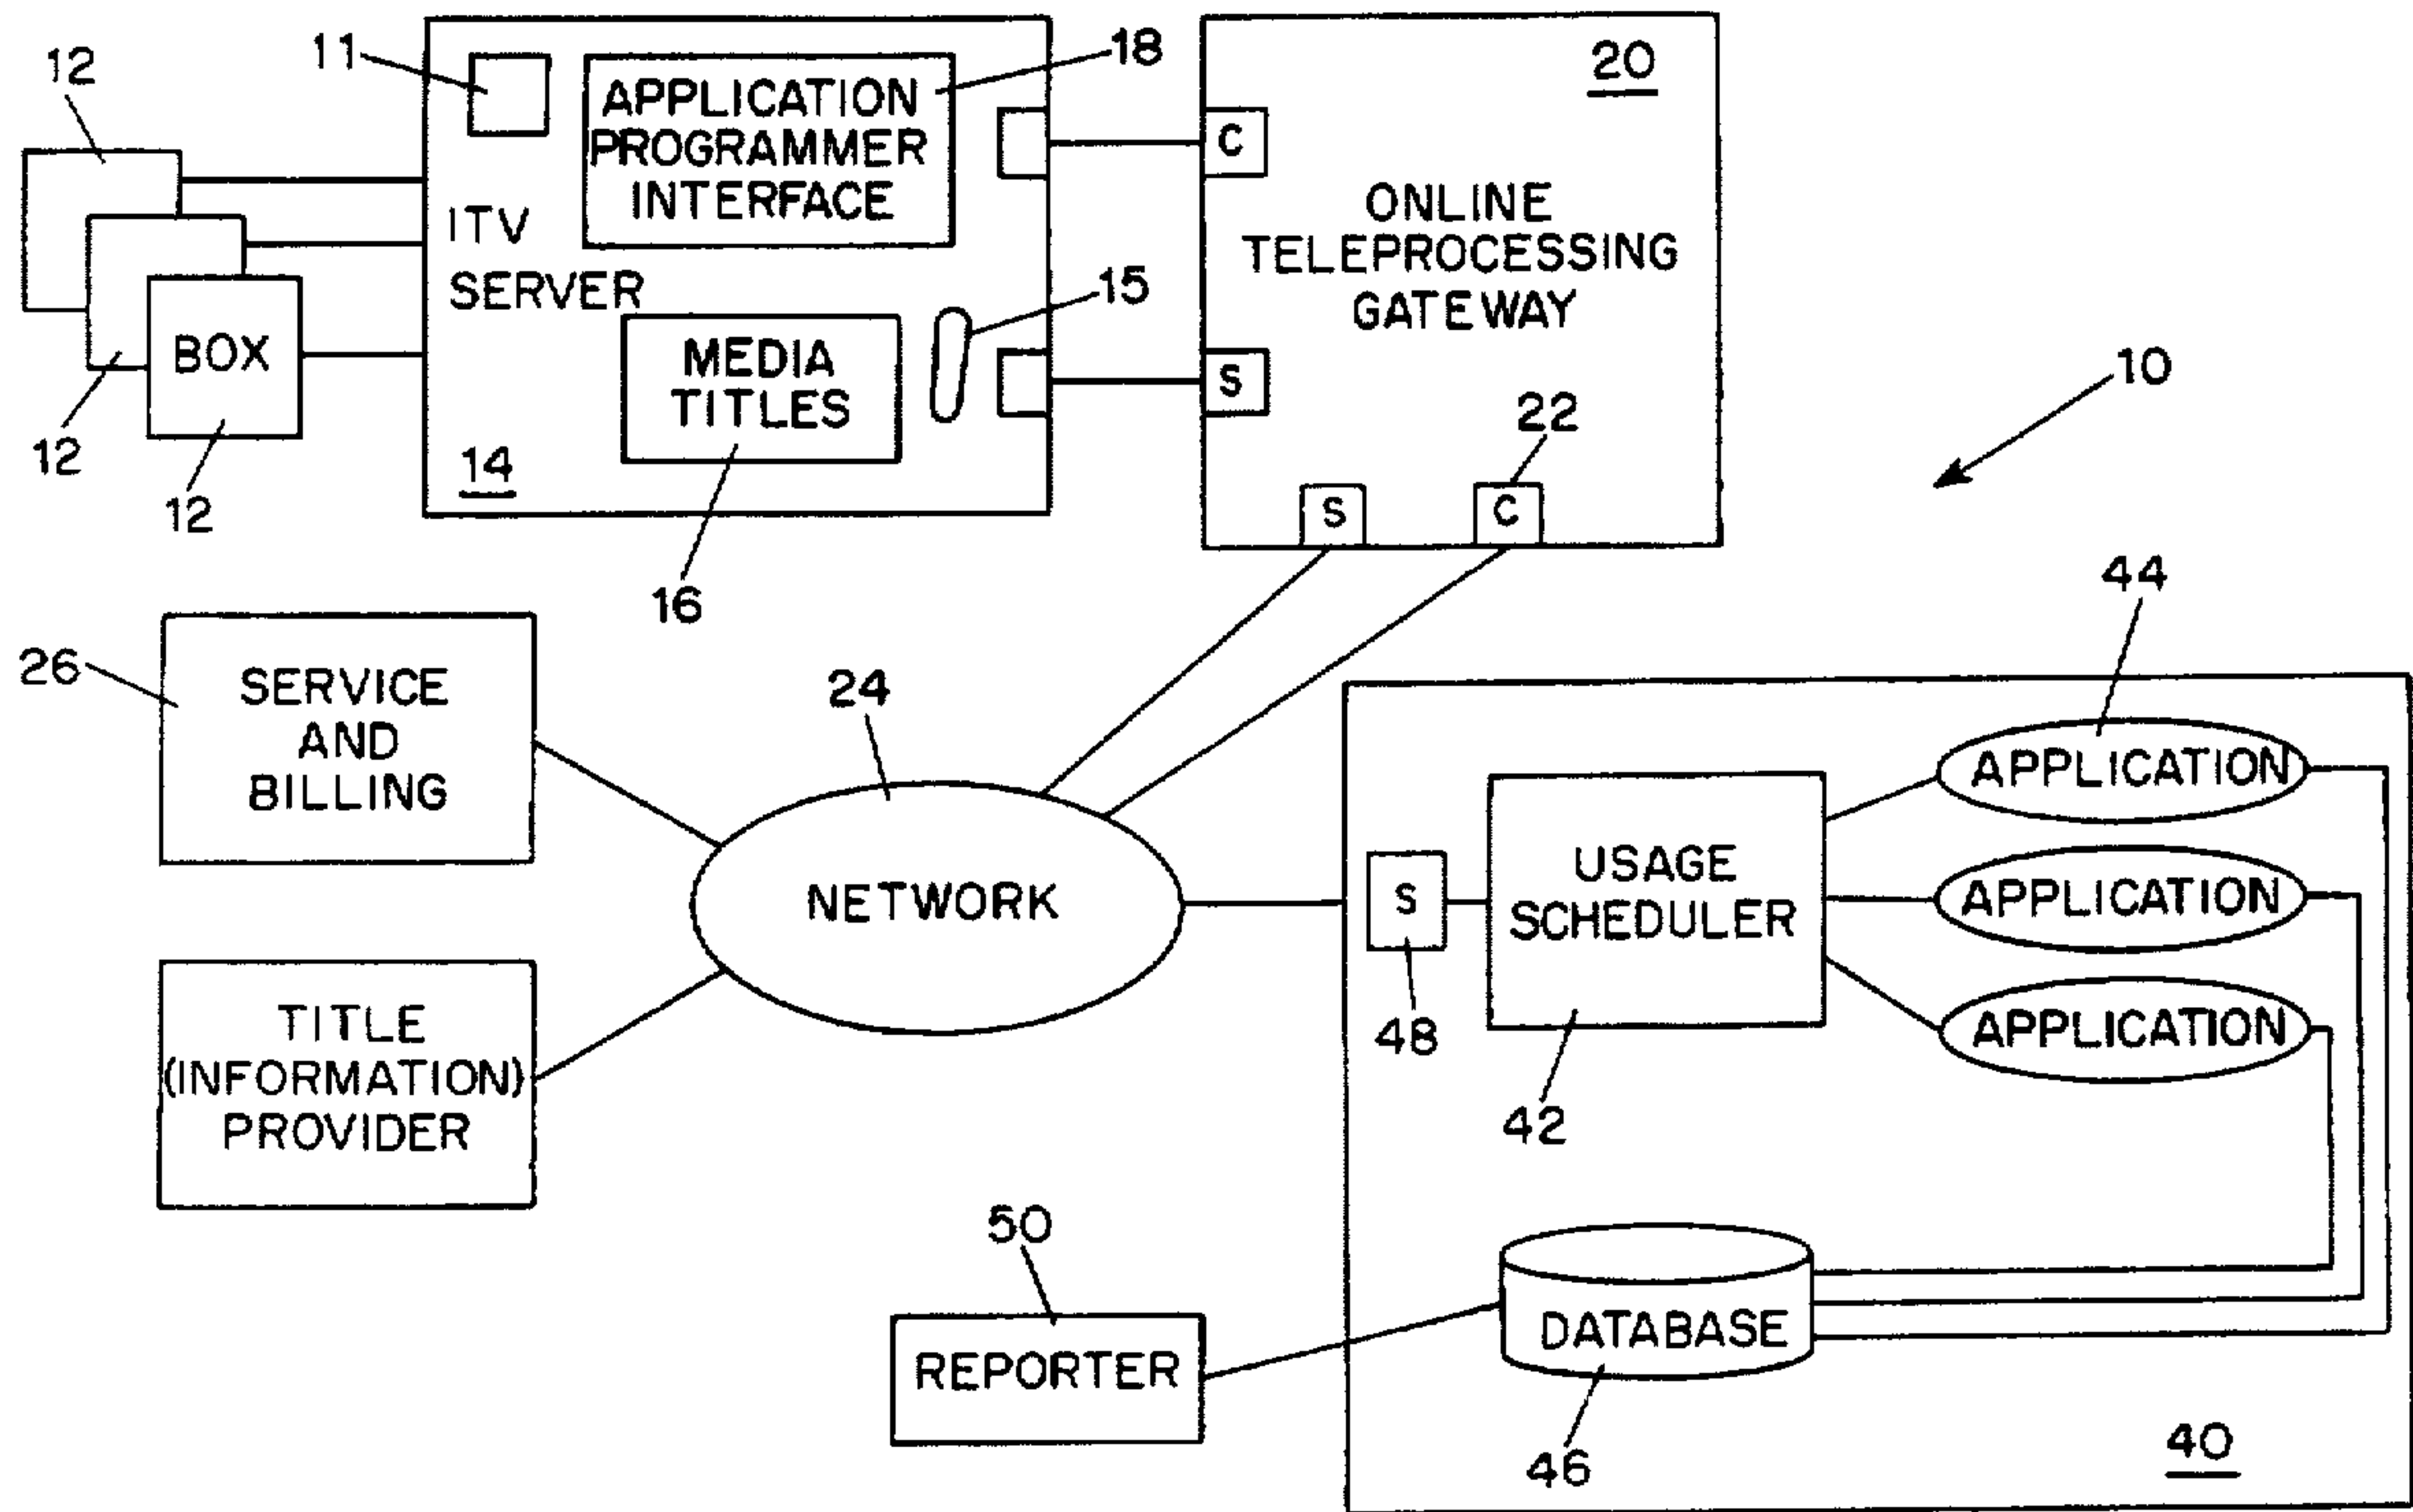 12
11
APPLICATION
PROGRAMMER
INTERFACE
18
20
C
ONLINE
TELEPROCESSING
GATEWAY
ITV
SERVER
15
BOX
MEDIA
TITLES
S
10
12
12
14
22
S
C
16
44
26
SERVICE
AND
BILLING
24
NETWORK
APPLICATION
APPLICATION
APPLICATION
S
USAGE
SCHEDULER
48
42
TITLE
(INFORMATION)
PROVIDER
50
REPORTER
DATABASE
46
40